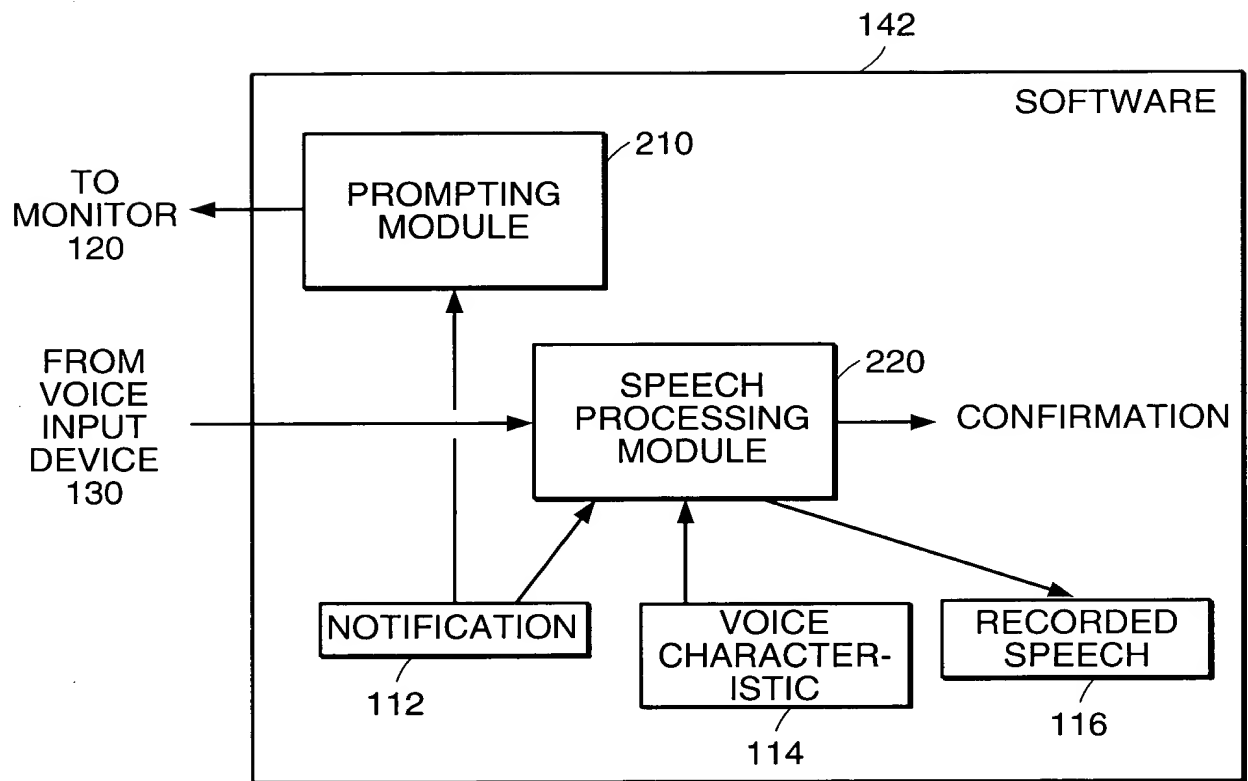 142
SOFTWARE
210
PROMPTING
MODULE
TO
MONITOR
120
FROM
VOICE
INPUT
DEVICE
130
220
SPEECH
PROCESSING
MODULE
CONFIRMATION
NOTIFICATION
112
VOICE
CHARACTER-
ISTIC
114
RECORDED
SPEECH
116